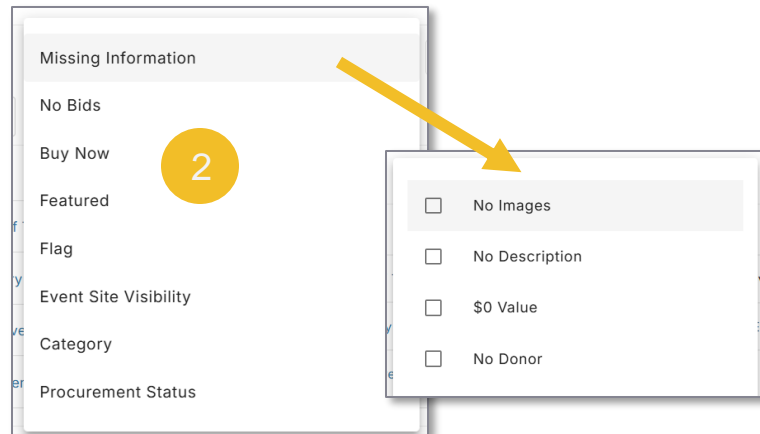 Missing Information
No Bids
Buy Now
2
Featured
Flag
Event Site Visibility
Category
Procurement Status
No Images
No Description
$0 Value
No Donor